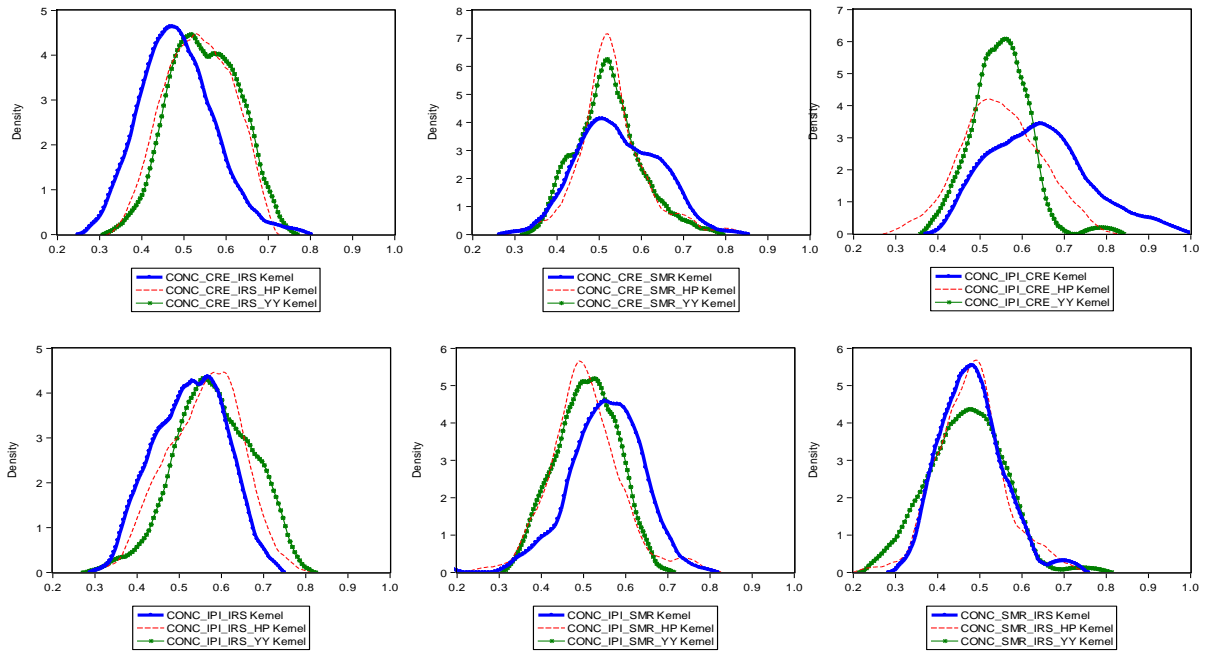 5
4
3
2
1
0
Density
0.2 0.3 0.4 0.5 0.6 0.7 0.8 0.9 1.0
CONC_CRE_IRS Kernel
CONC_CRE_IRS_HP Kernel
CONC_CRE_IRS_YY Kernel
8
7
6
5
4
3
2
1
0
Density
0.2 0.3 0.4 0.5 0.6 0.7 0.8 0.9 1.0
CONC_CRE_SMR Kernel
CONC_CRE_SMR_HP Kernel
CONC_CRE_SMR_YY Kernel
7
6
5
4
3
2
1
0
Density
0.2 0.3 0.4 0.5 0.6 0.7 0.8 0.9 1.0
CONC_IPI_CRE Kernel
CONC_IPI_CRE_HP Kernel
CONC_IPI_CRE_YY Kernel
5
4
3
2
1
0
Density
0.2 0.3 0.4 0.5 0.6 0.7 0.8 0.9 1.0
CONC_IPI_IRS Kernel
CONC_IPI_IRS_HP Kernel
CONC_IPI_IRS_YY Kernel
6
5
4
3
2
1
0
Density
0.2 0.3 0.4 0.5 0.6 0.7 0.8 0.9 1.0
CONC_IPI_SMR Kernel
CONC_IPI_SMR_HP Kernel
CONC_IPI_SMR_YY Kernel
6
5
4
3
2
1
0
Density
0.2 0.3 0.4 0.5 0.6 0.7 0.8 0.9 1.0
CONC_SMR_IRS Kernel
CONC_SMR_IRS_HP Kernel
CONC_SMR_IRS_YY Kernel